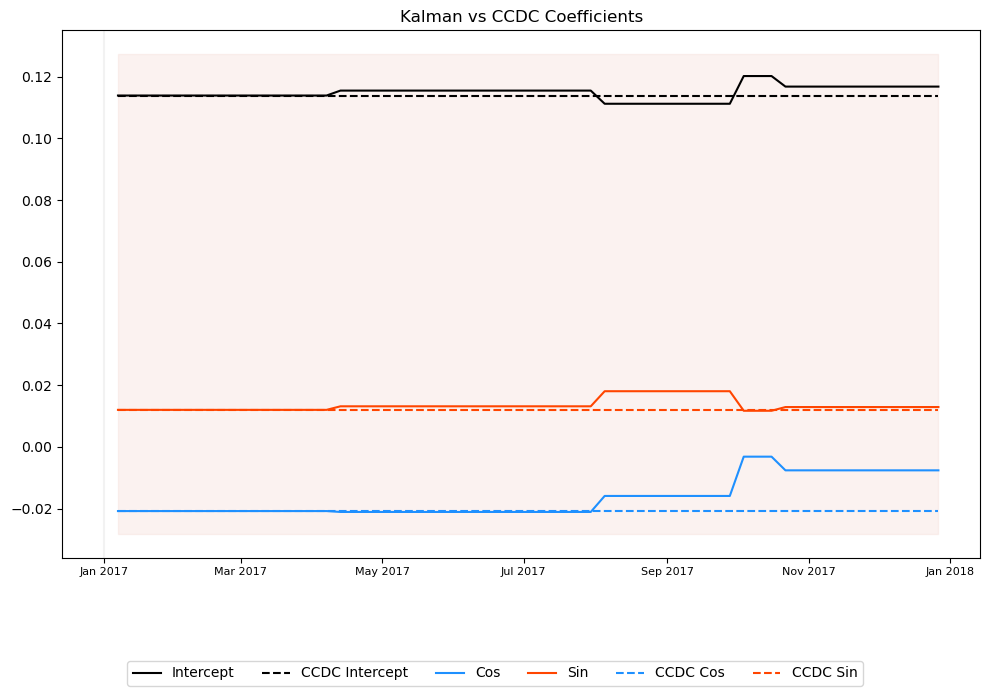 Kalman vs CCDC Coefficients
0.12
0.10
0.08
0.06
0.04
0.02
0.00
−0.02
Jan 2017 Mar 2017 May 2017 Jul 2017 Sep 2017 Nov 2017 Jan 2018
Intercept CCDC Intercept Cos Sin CCDC Cos CCDC Sin